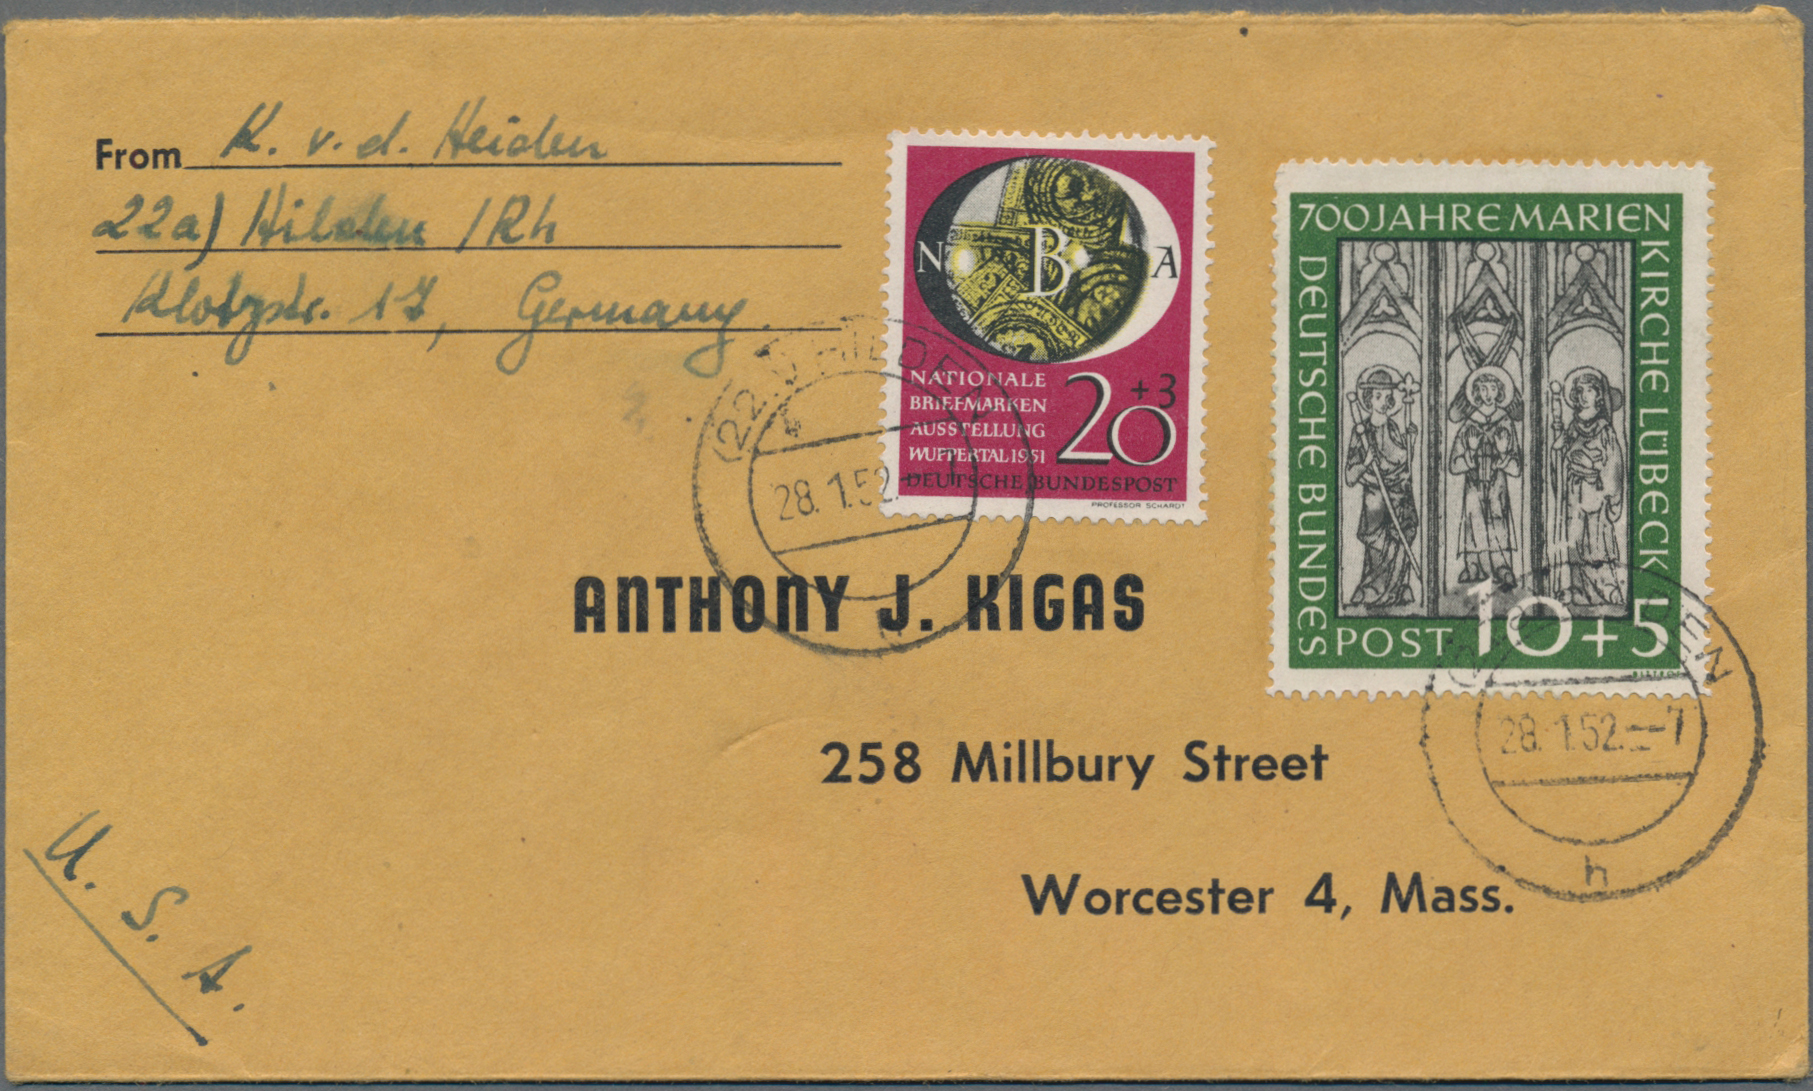 From K. v. d. Heiden
22a) Hilden / Rh
Klotzstr. 17, Germany.
N B A
NATIONALE
BRIEFMARKEN
AUSSTELLUNG
WUPPERTAL 1951
20 +3
DEUTSCHE BUNDESPOST
PROFESSOR SCHARDT
700 JAHRE MARIEN
KIRCHE LÜBECK
DEUTSCHE BUNDES
POST 10+5
(22a) HILDEN
28. 1. 52.
28. 1. 52. — 7
h
ANTHONY J. KIGAS
258 Millbury Street
Worcester 4, Mass.
U. S. A.